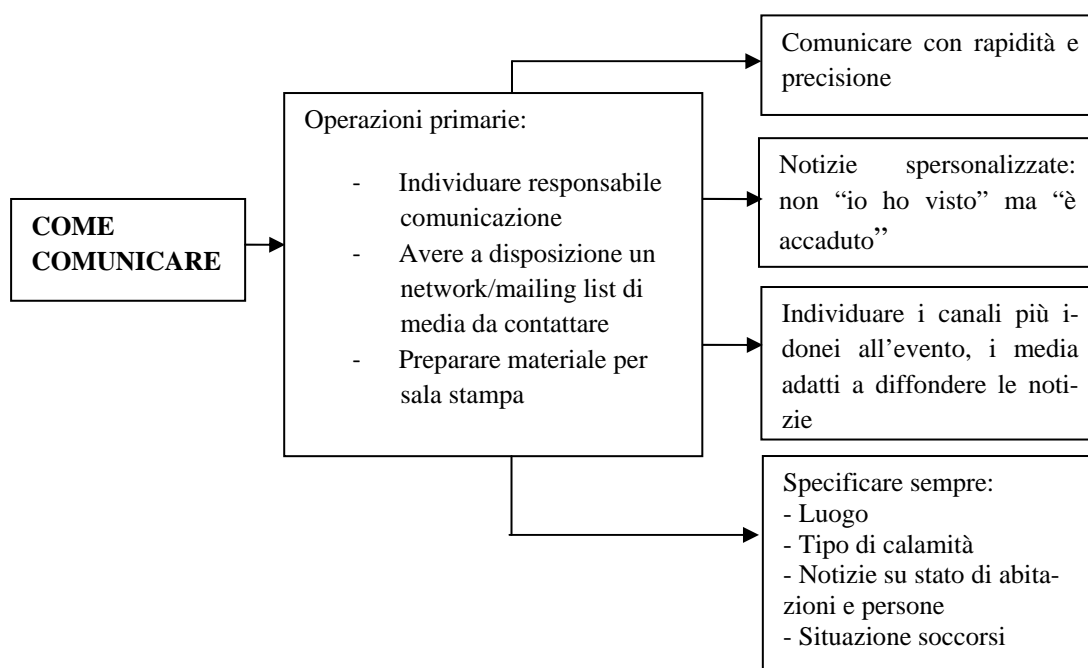 COME
COMUNICARE
Operazioni primarie:
- Individuare responsabile
comunicazione
- Avere a disposizione un
network/mailing list di
media da contattare
- Preparare materiale per
sala stampa
Comunicare con rapidità e
precisione
Notizie spersonalizzate:
non “io ho visto” ma “è
accaduto”
Individuare i canali più i-
donei all’evento, i media
adatti a diffondere le noti-
zie
Specificare sempre:
- Luogo
- Tipo di calamità
- Notizie su stato di abita-
zioni e persone
- Situazione soccorsi